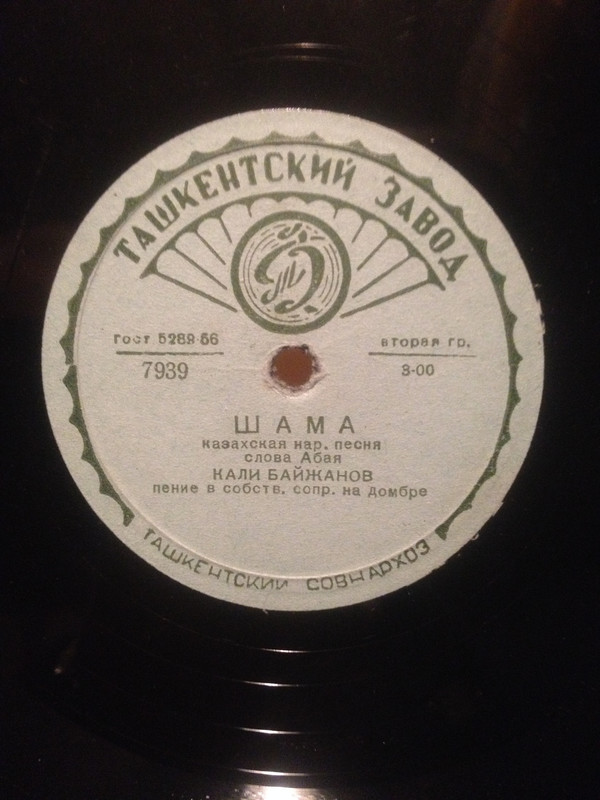 ТАШКЕНТСКИЙ ЗАВОД
гост 5289-56
вторая гр.
7939
3-00
ШАМА
казахская нар. песня
слова Абая
КАЛИ БАЙЖАНОВ
пение в собств. сопр. на домбре
ТАШКЕНТСКИЙ СОВНАРХОЗ